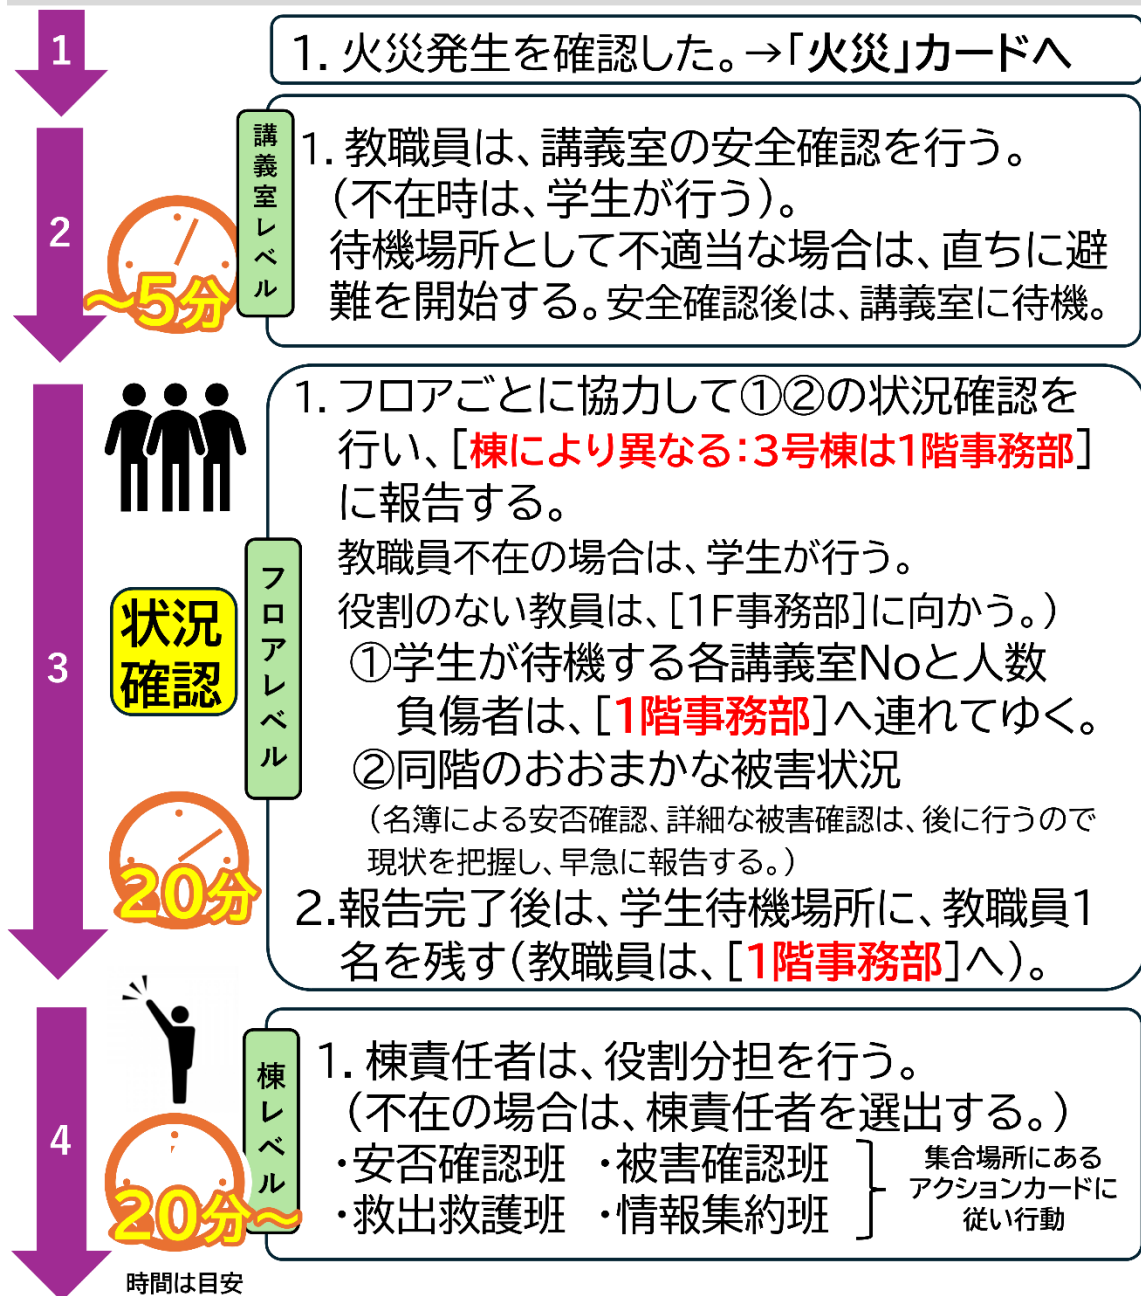 1
1. 火災発生を確認した。→「火災」カードへ
2
～5分
講義室レベル
1. 教職員は、講義室の安全確認を行う。
（不在時は、学生が行う）。
待機場所として不適当な場合は、直ちに避
難を開始する。安全確認後は、講義室に待機。
3
状況
確認
20分
フロアレベル
1. フロアごとに協力して①②の状況確認を
行い、[棟により異なる：3号棟は1階事務部]
に報告する。
教職員不在の場合は、学生が行う。
役割のない教員は、[1F事務部]に向かう。）
①学生が待機する各講義室Noと人数
負傷者は、[1階事務部]へ連れてゆく。
②同階のおおまかな被害状況
（名簿による安否確認、詳細な被害確認は、後に行うので
現状を把握し、早急に報告する。）
2.報告完了後は、学生待機場所に、教職員1
名を残す（教職員は、[1階事務部]へ）。
4
20分～
時間は目安
棟レベル
1. 棟責任者は、役割分担を行う。
（不在の場合は、棟責任者を選出する。）
・安否確認班 ・被害確認班
・救出救護班 ・情報集約班
集合場所にある
アクションカードに
従い行動